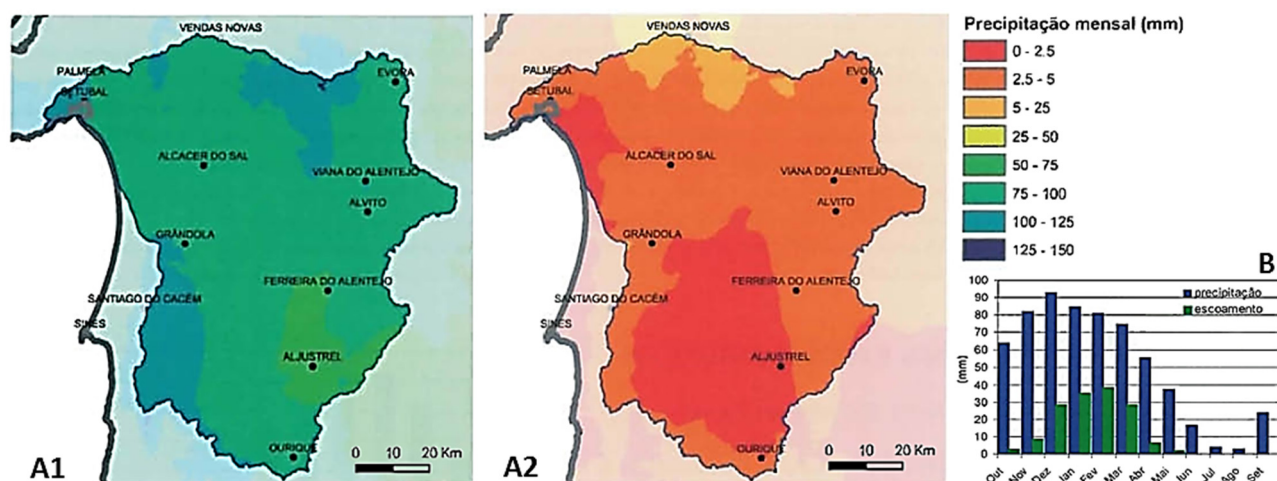 VENDAS NOVAS
PALMELA
SETUBAL
EVORA
ALCACER DO SAL
VIANA DO ALENTEJO
ALVITO
GRÂNDOLA
FERREIRA DO ALENTEJO
SANTIAGO DO CACÉM
SINES
ALJUSTREL
OURIQUE
A1
0 10 20 Km
VENDAS NOVAS
PALMELA
SETUBAL
EVORA
ALCACER DO SAL
VIANA DO ALENTEJO
ALVITO
GRÂNDOLA
FERREIRA DO ALENTEJO
SANTIAGO DO CACÉM
SINES
ALJUSTREL
OURIQUE
A2
0 10 20 Km
Precipitação mensal (mm)
0 - 2.5
2.5 - 5
5 - 25
25 - 50
50 - 75
75 - 100
100 - 125
125 - 150
B
100
90
80
70
60
50
40
30
20
10
0
(mm)
precipitação
escoamento
Out Nov Dez Jan Fev Mar Abr Mai Jun Jul Ago Set